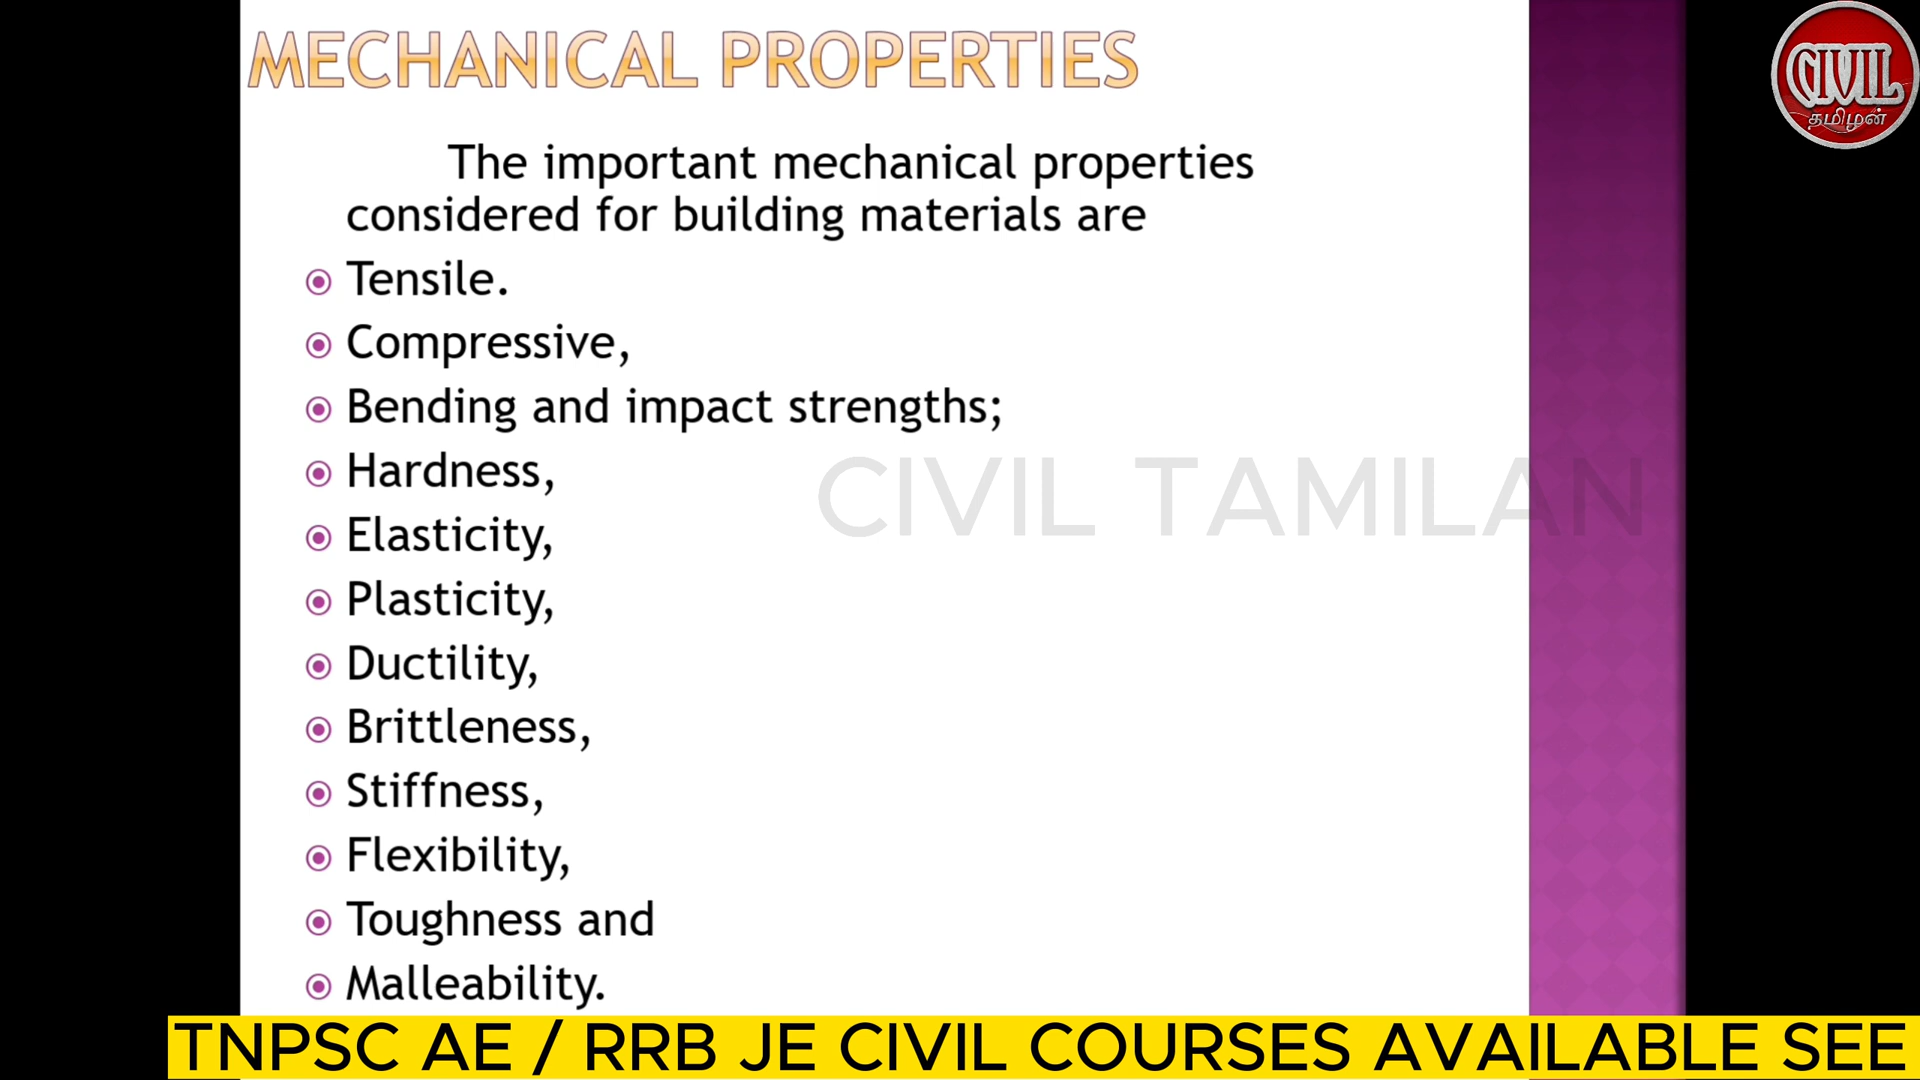 MECHANICAL PROPERTIES
CIVIL
தமிழன்
The important mechanical properties
considered for building materials are
Tensile.
Compressive,
Bending and impact strengths;
Hardness,
CIVIL TAMILAN
Elasticity,
Plasticity,
Ductility,
Brittleness,
Stiffness,
Flexibility,
Toughness and
Malleability.
TNPSC AE / RRB JE CIVIL COURSES AVAILABLE SEE